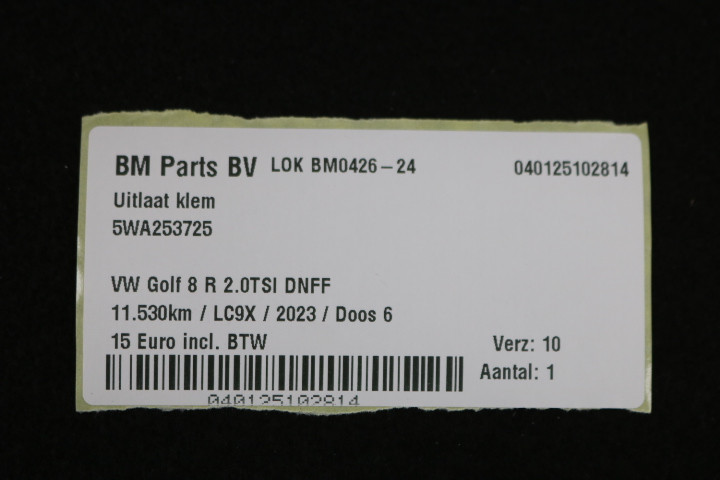 BM Parts BV LOK BM0426-24 040125102814
Uitlaat klem
5WA253725
VW Golf 8 R 2.0TSI DNFF
11.530km / LC9X / 2023 / Doos 6
15 Euro incl. BTW Verz: 10
Aantal: 1
040125102814